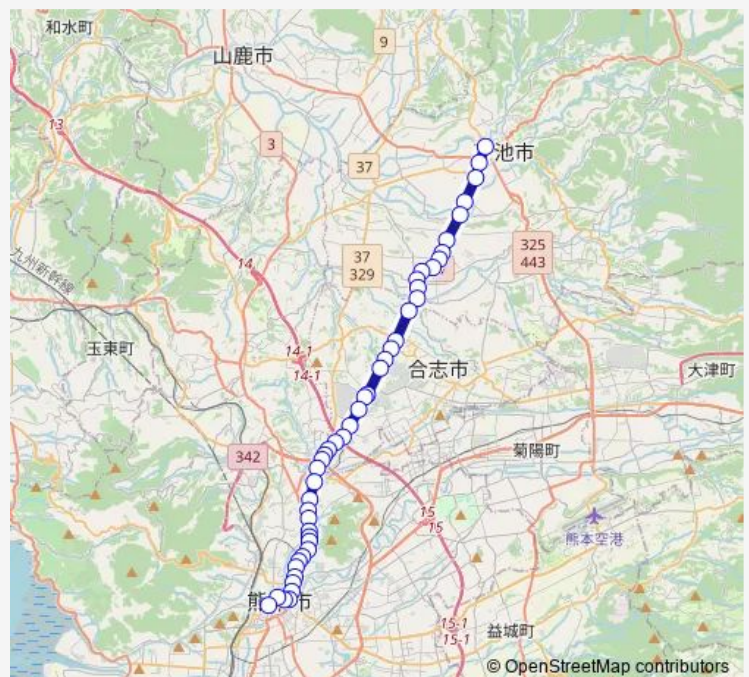 和水町
9
山鹿市
13
3
37
池市
325
443
九州新幹線
14
37
329
玉東町
14-1
14-1
合志市
大津町
342
菊陽町
15
15
熊本空港
熊 市
15-1
15-1
益城町
© OpenStreetMap contributors